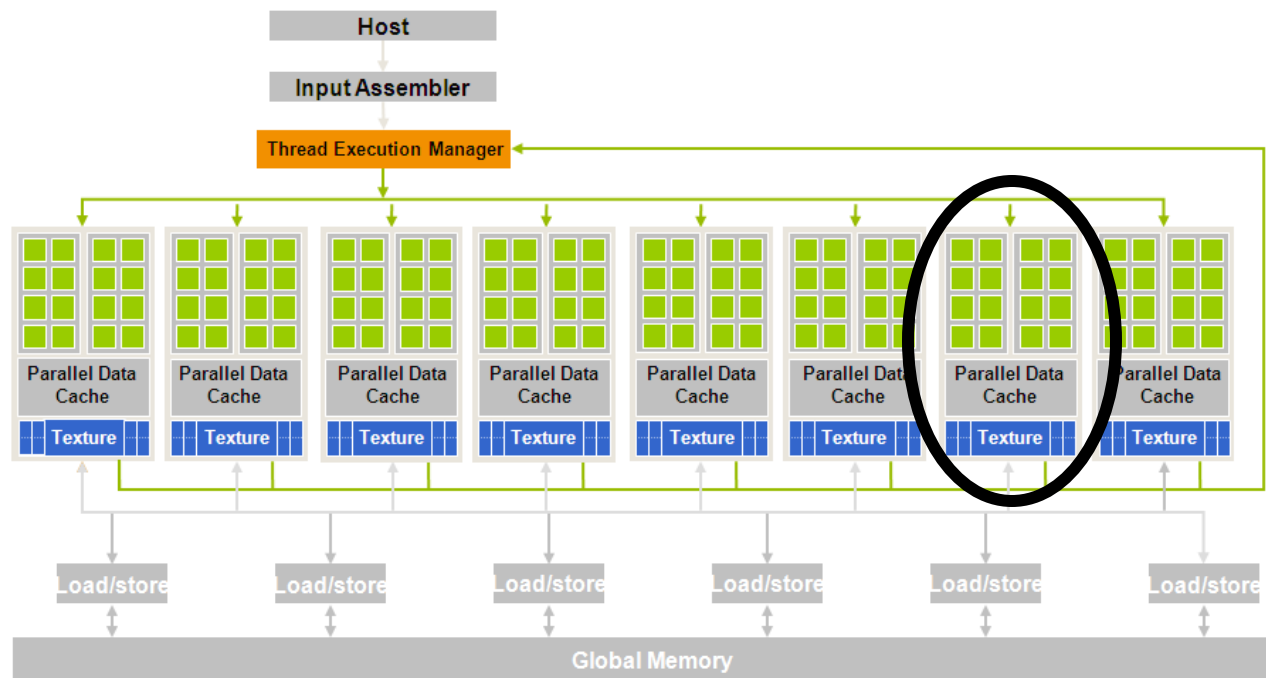 Host
Input Assembler
Thread Execution Manager
Parallel Data
Cache
Parallel Data
Cache
Parallel Data
Cache
Parallel Data
Cache
Parallel Data
Cache
Parallel Data
Cache
Parallel Data
Cache
Parallel Data
Cache
Texture
Texture
Texture
Texture
Texture
Texture
Texture
Texture
Load/store
Load/store
Load/store
Load/store
Load/store
Load/store
Global Memory